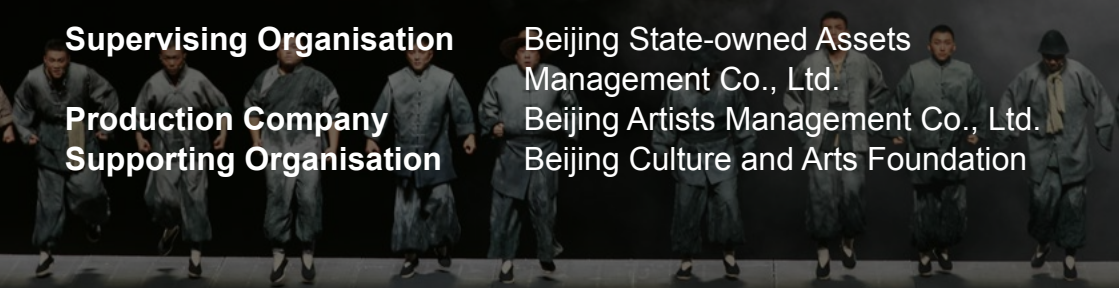 Supervising Organisation Beijing State-owned Assets
Management Co., Ltd.
Production Company Beijing Artists Management Co., Ltd.
Supporting Organisation Beijing Culture and Arts Foundation